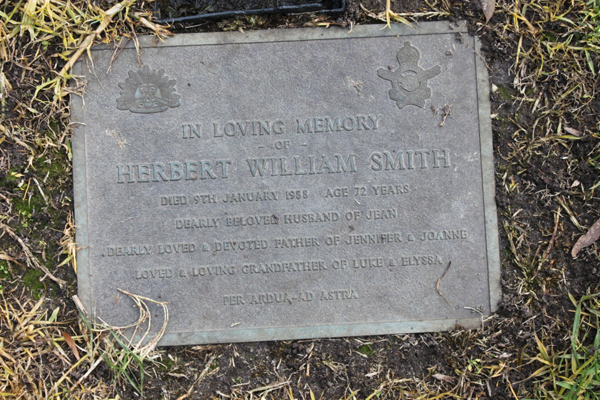 IN LOVING MEMORY
OF
HERBERT WILLIAM SMITH
DIED 9TH JANUARY 1988 AGE 72 YEARS
DEARLY BELOVED HUSBAND OF JEAN
DEARLY LOVED & DEVOTED FATHER OF JENNIFER & JOANNE
LOVED & LOVING GRANDFATHER OF LUKE & ELYSSA
PER ARDUA-AD ASTRA